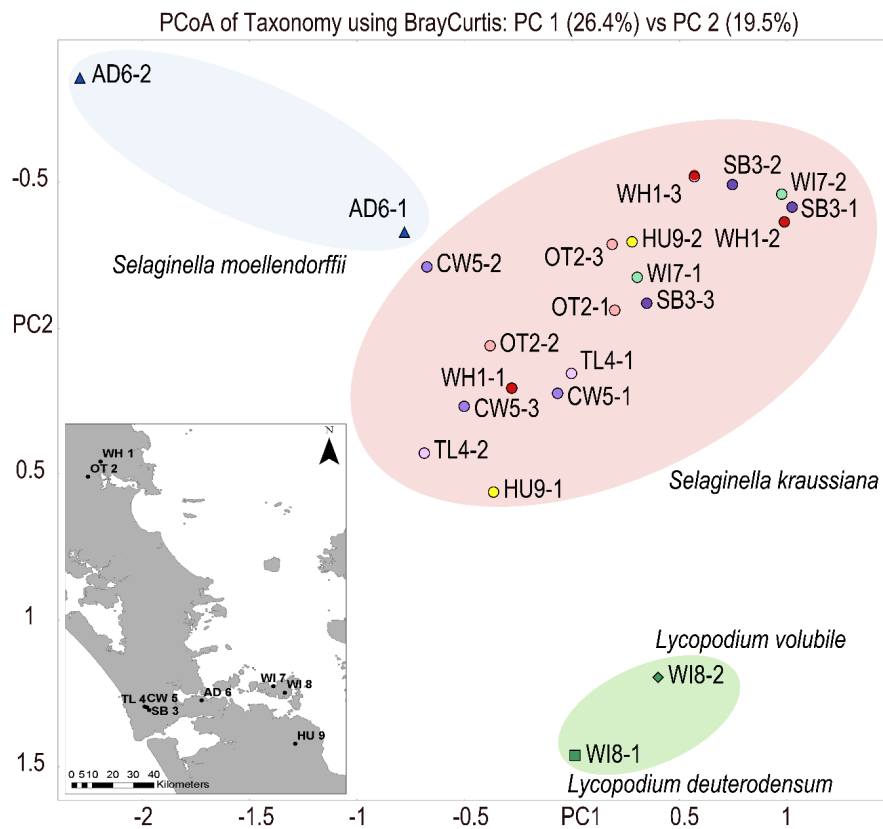 PCoA of Taxonomy using BrayCurtis: PC 1 (26.4%) vs PC 2 (19.5%)
AD6-2
SB3-2
-0.5
WH1-3
WI7-2
AD6-1
SB3-1
HU9-2
WH1-2
OT2-3
Selaginella moellendorffii
CW5-2
WI7-1
OT2-1
SB3-3
PC2
OT2-2
TL4-1
WH1-1
CW5-1
CW5-3
TL4-2
0.5
Selaginella kraussiana
HU9-1
N
WH 1
OT 2
1
Lycopodium volubile
WI8-2
WI 7
WI 8
AD 6
TL 4
CW 5
SB 3
HU 9
WI8-1
1.5
0 5 10 20 30 40
Kilometers
Lycopodium deuterodensum
-2 -1.5 -1 -0.5 PC1 0.5 1